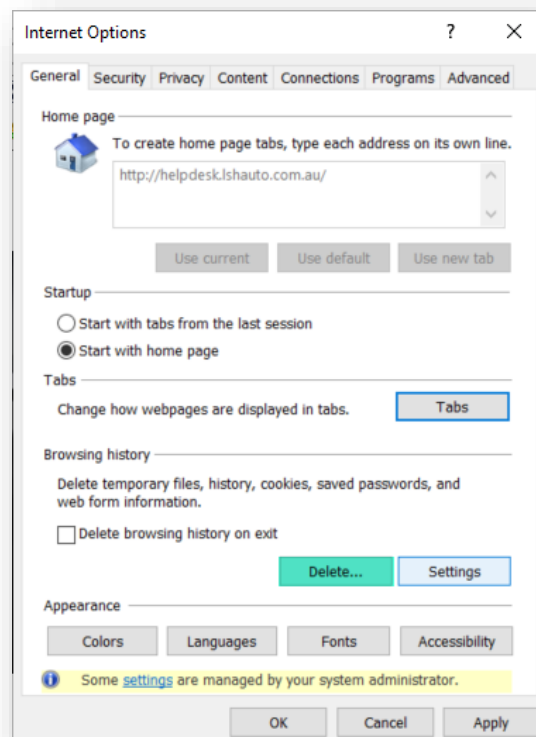 Internet Options
?
General Security Privacy Content Connections Programs Advanced
Home page
To create home page tabs, type each address on its own line.
http://helpdesk.lshauto.com.au/
Use current Use default Use new tab
Startup
Start with tabs from the last session
Start with home page
Tabs
Change how webpages are displayed in tabs. Tabs
Browsing history
Delete temporary files, history, cookies, saved passwords, and
web form information.
Delete browsing history on exit
Delete... Settings
Appearance
Colors Languages Fonts Accessibility
Some settings are managed by your system administrator.
OK Cancel Apply